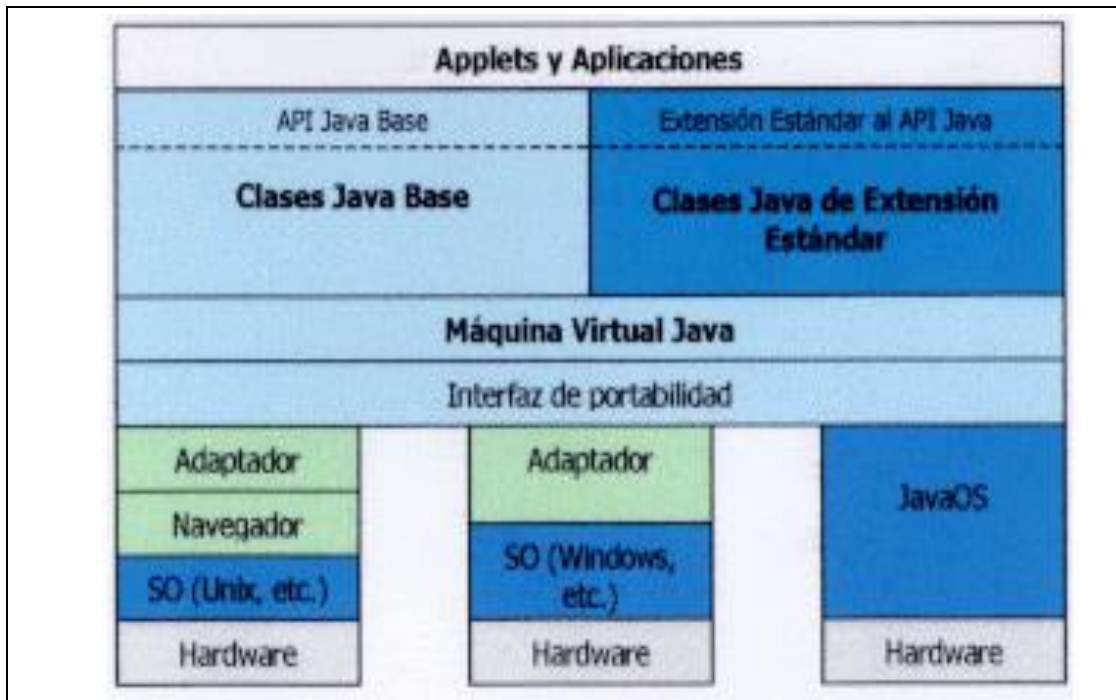 Applets y Aplicaciones
API Java Base
Extensión Estándar al API Java
Clases Java Base
Clases Java de Extensión
Estándar
Máquina Virtual Java
Interfaz de portabilidad
Adaptador
Navegador
SO (Unix, etc.)
Hardware
Adaptador
SO (Windows,
etc.)
Hardware
JavaOS
Hardware